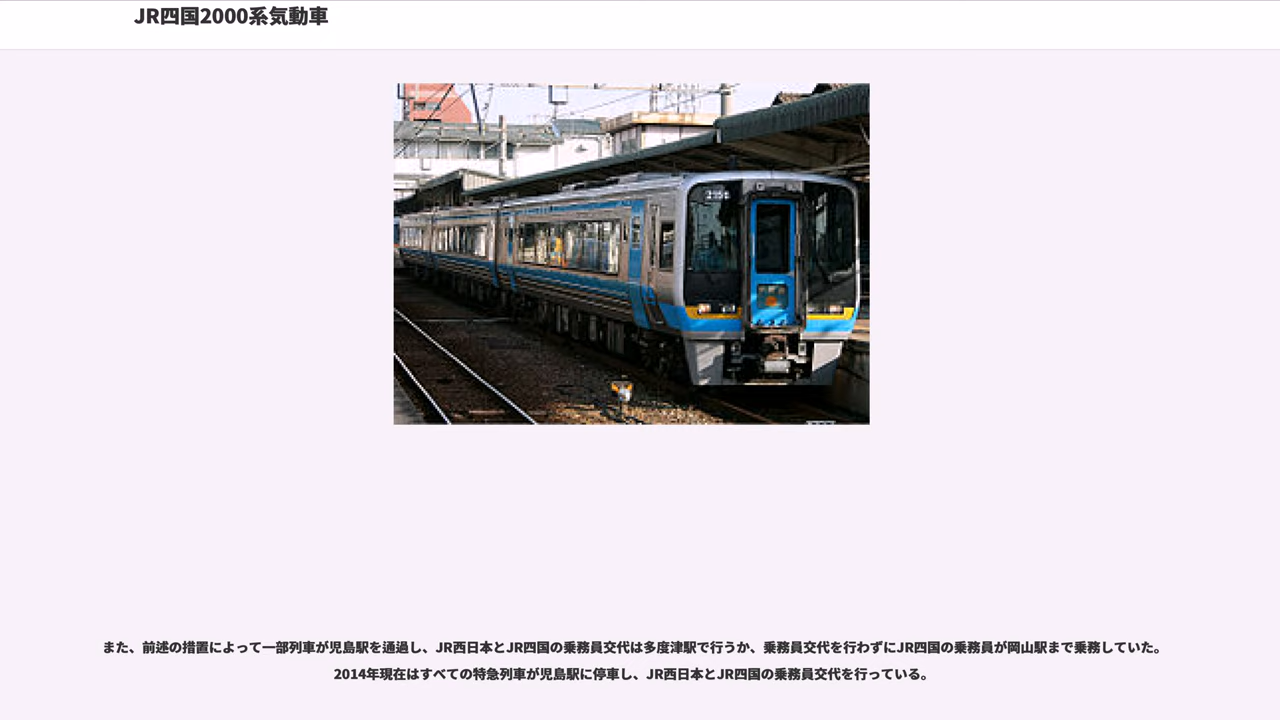 JR四国2000系気動車
また、前述の措置によって一部列車が児島駅を通過し、JR西日本とJR四国の乗務員交代は多度津駅で行うか、乗務員交代を行わずにJR四国の乗務員が岡山駅まで乗務していた。
2014年現在はすべての特急列車が児島駅に停車し、JR西日本とJR四国の乗務員交代を行っている。